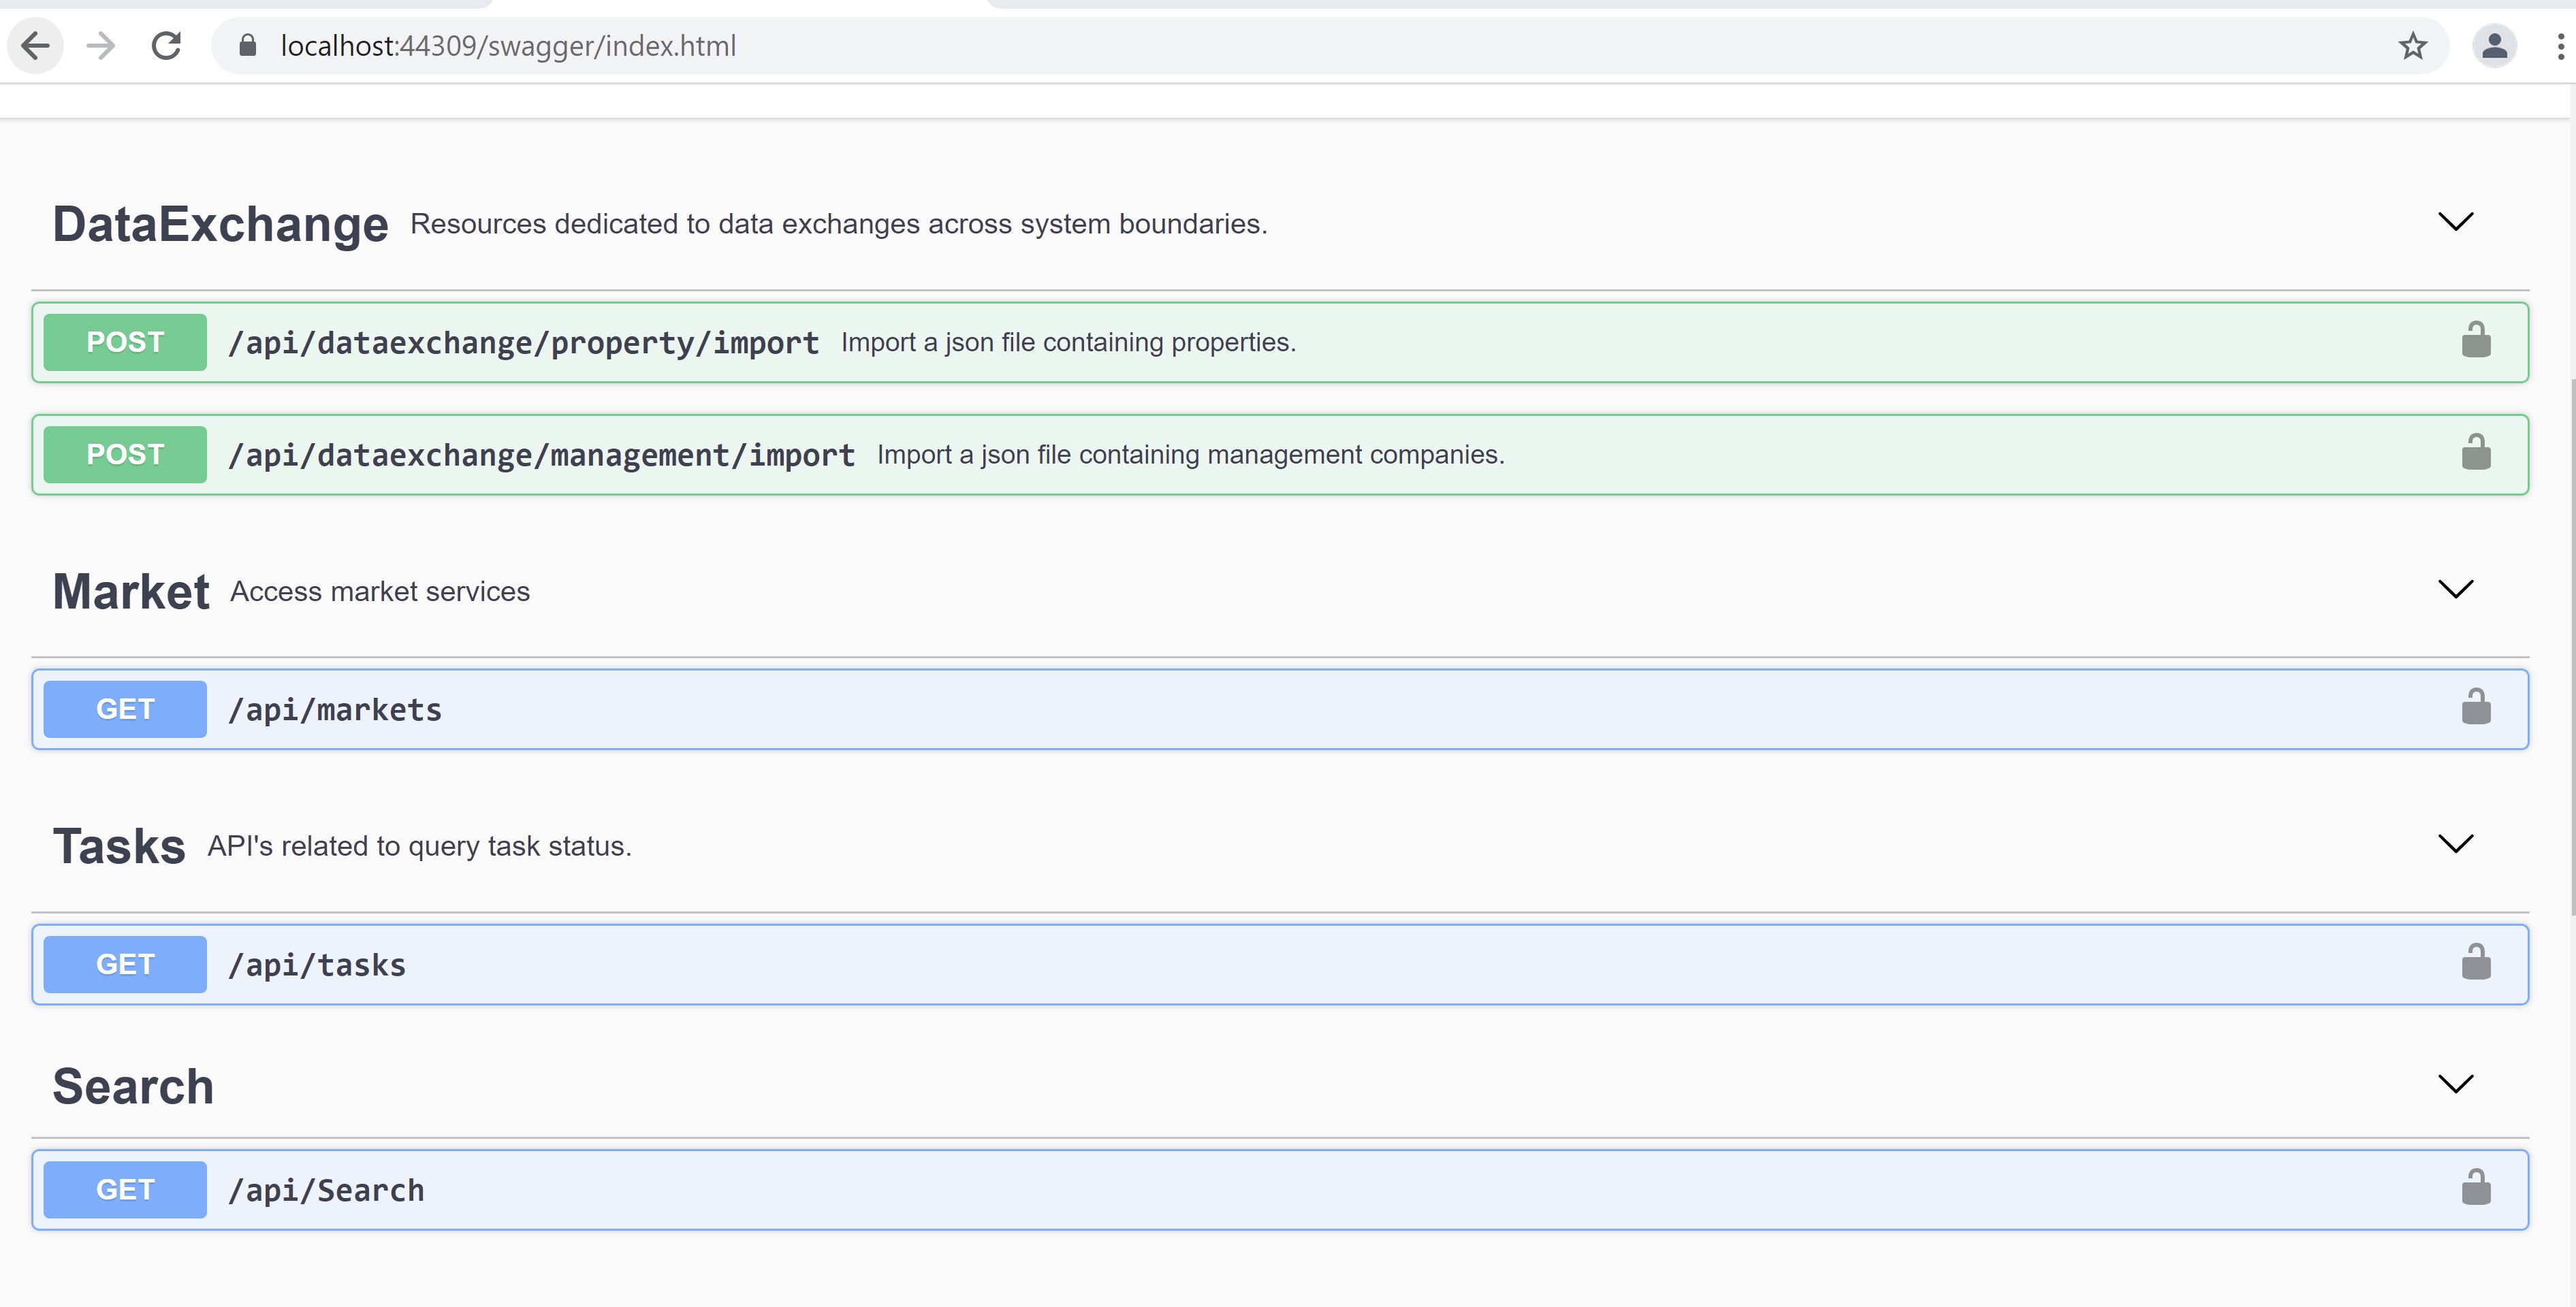 localhost:44309/swagger/index.html
DataExchange Resources dedicated to data exchanges across system boundaries.
POST /api/dataexchange/property/import Import a json file containing properties.
POST /api/dataexchange/management/import Import a json file containing management companies.
Market Access market services
GET /api/markets
Tasks API's related to query task status.
GET /api/tasks
Search
GET /api/Search